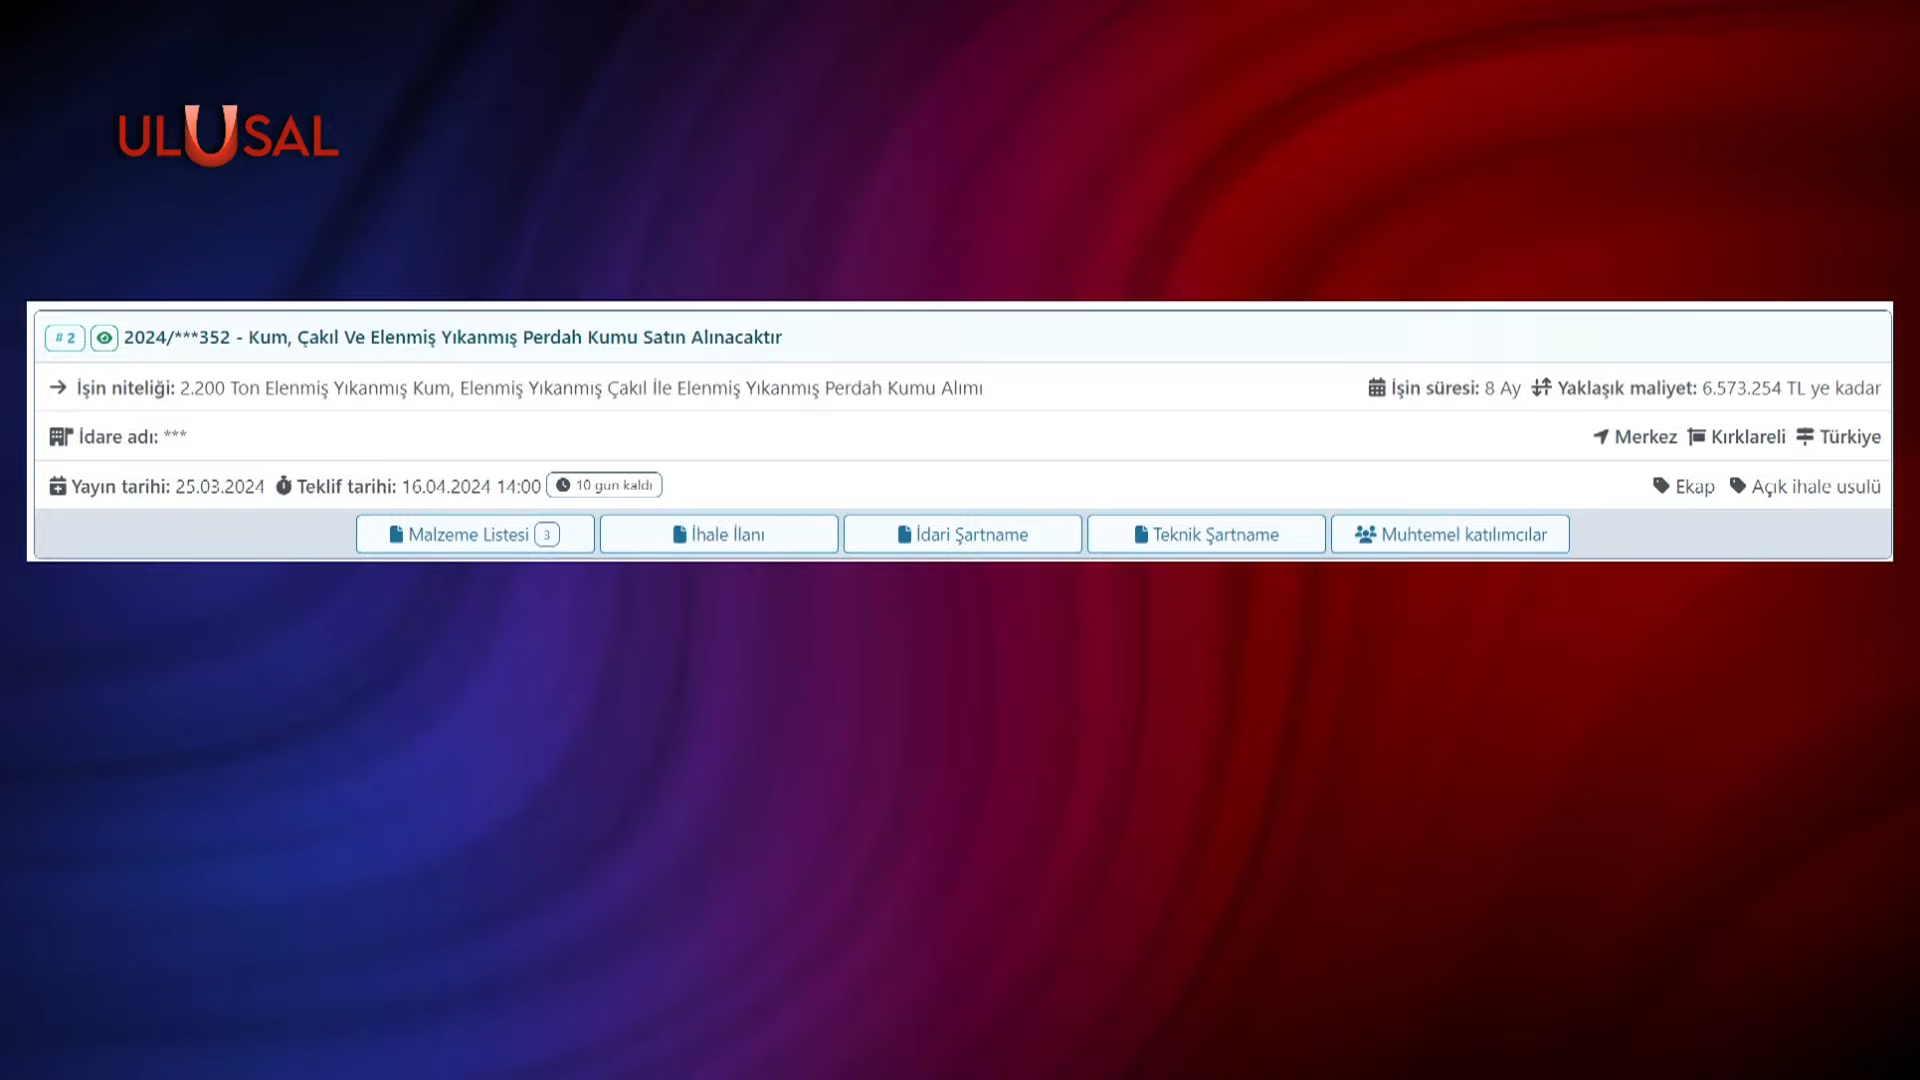 ULUSAL
# 2 2024/***352 - Kum, Çakıl Ve Elenmiş Yıkanmış Perdah Kumu Satın Alınacaktır
İşin niteliği: 2.200 Ton Elenmiş Yıkanmış Kum, Elenmiş Yıkanmış Çakıl İle Elenmiş Yıkanmış Perdah Kumu Alımı İşin süresi: 8 Ay Yaklaşık maliyet: 6.573.254 TL ye kadar
İdare adı: *** Merkez Kırklareli Türkiye
Yayın tarihi: 25.03.2024 Teklif tarihi: 16.04.2024 14:00 10 gün kaldı Ekap Açık ihale usulü
Malzeme Listesi 3 İhale İlanı İdari Şartname Teknik Şartname Muhtemel katılımcılar